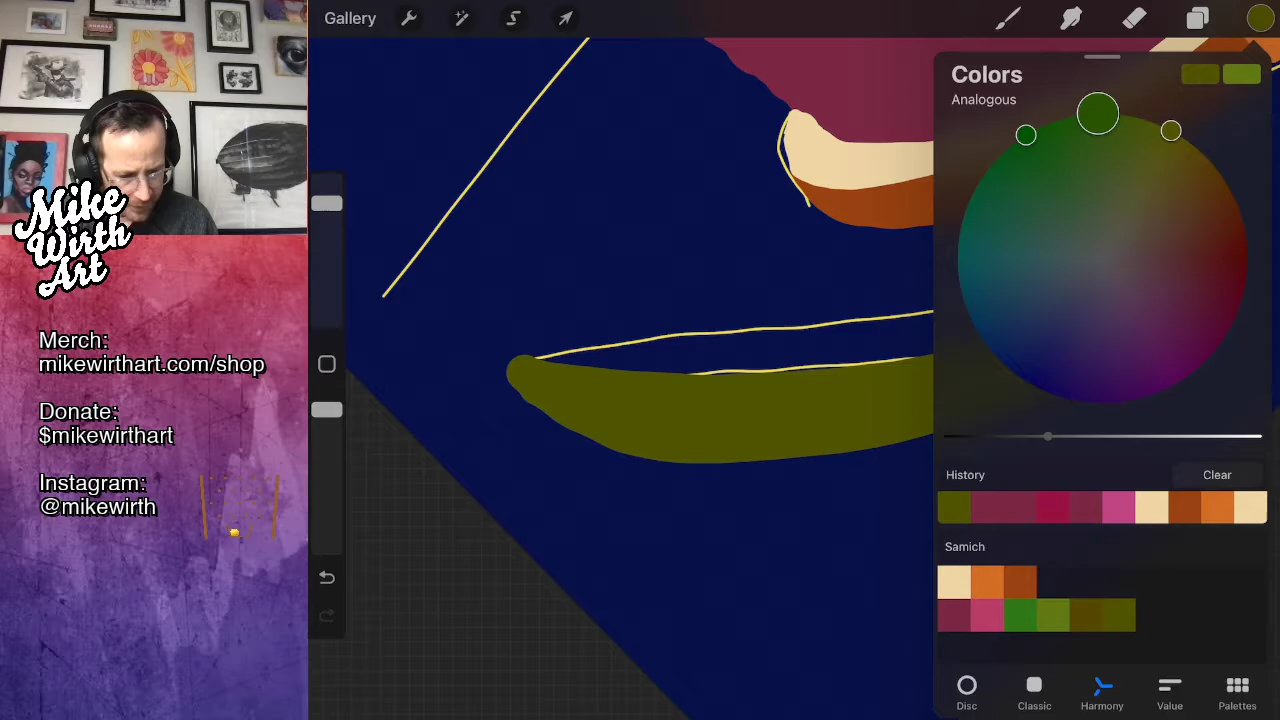 Gallery
Colors
Analogous
Mike
Wirth
Art
Merch:
mikewirthart.com/shop
Donate:
$mikewirthart
Instagram:
@mikewirth
History
Clear
Samich
Disc
Classic
Harmony
Value
Palettes